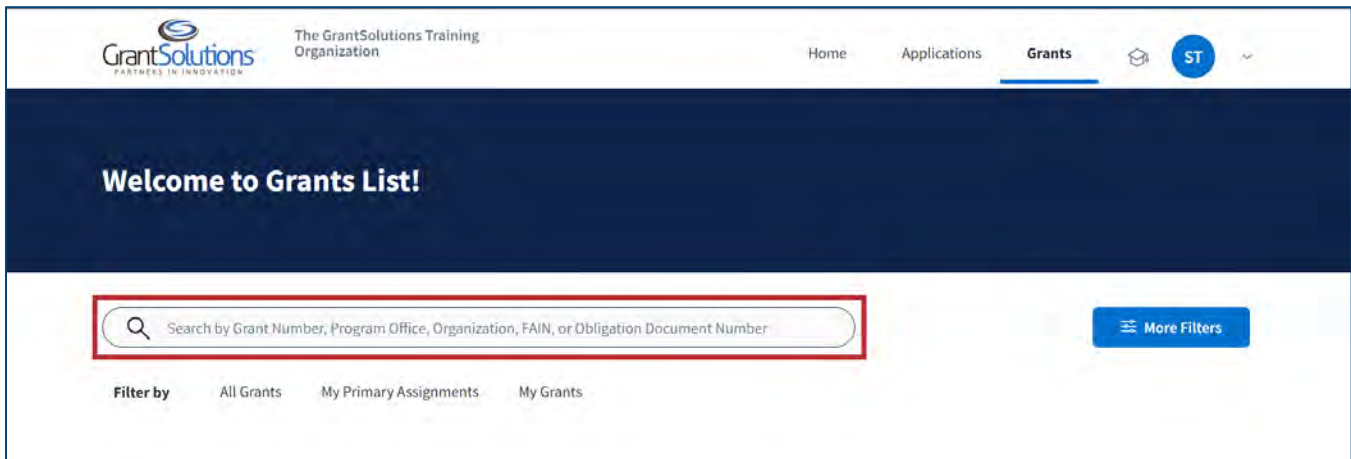 GrantSolutions
PARTNERS IN INNOVATION
The GrantSolutions Training
Organization
Home Applications Grants ST
Welcome to Grants List!
Search by Grant Number, Program Office, Organization, FAIN, or Obligation Document Number
More Filters
Filter by All Grants My Primary Assignments My Grants